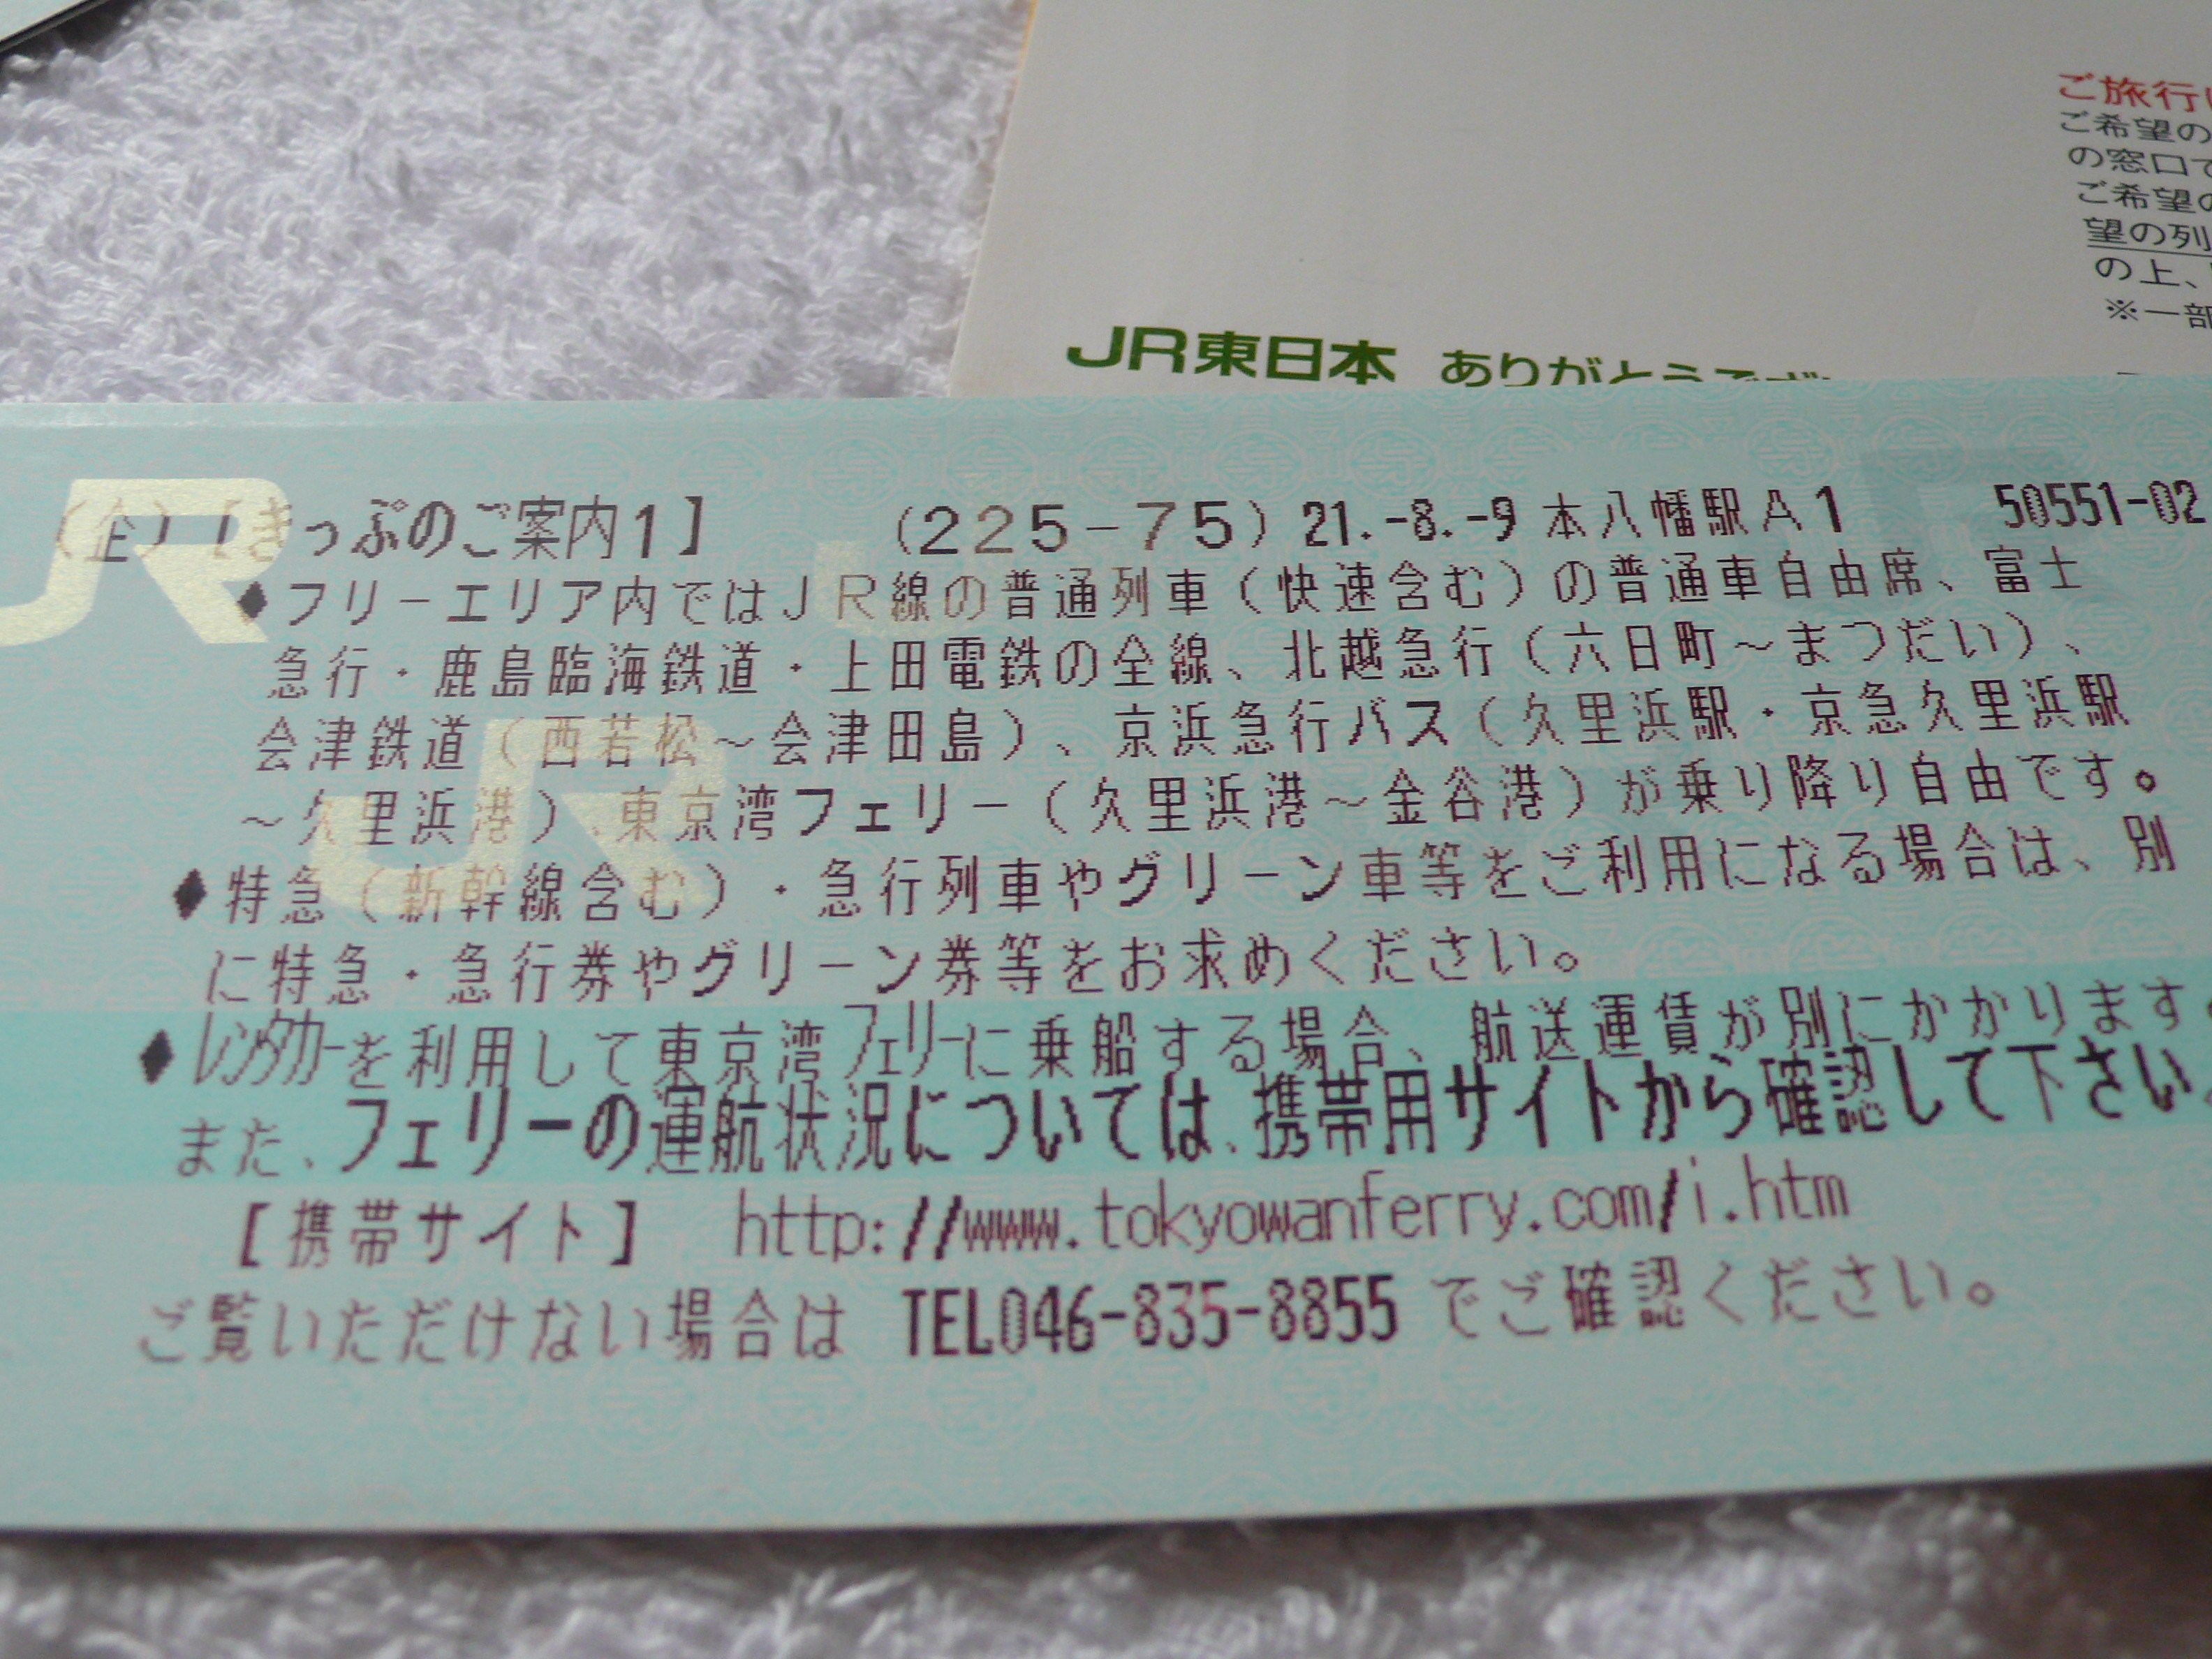 ご旅行
ご希望の
の窓口で
ご希望の
望の列
の上、
※一部
JR東日本 ありがとうござ
JR
(企)【きっぷのご案内1】 (225-75) 21.-8.-9 本八幡駅A1 50551-02
◆フリーエリア内ではJR線の普通列車(快速含む)の普通車自由席、富士
急行・鹿島臨海鉄道・上田電鉄の全線、北越急行(六日町~まつだい)、
会津鉄道(西若松~会津田島)、京浜急行バス(久里浜駅・京急久里浜駅
~久里浜港)、東京湾フェリー(久里浜港~金谷港)が乗り降り自由です。
JR
◆特急(新幹線含む)・急行列車やグリーン車等をご利用になる場合は、別
に特急・急行券やグリーン券等をお求めください。
◆レンタカーを利用して東京湾フェリーに乗船する場合、航送運賃が別にかかります。
また、フェリーの運航状況については、携帯用サイトから確認して下さい。
【携帯サイト】 http://www.tokyowanferry.com/i.htm
ご覧いただけない場合は TEL046-835-8855 でご確認ください。